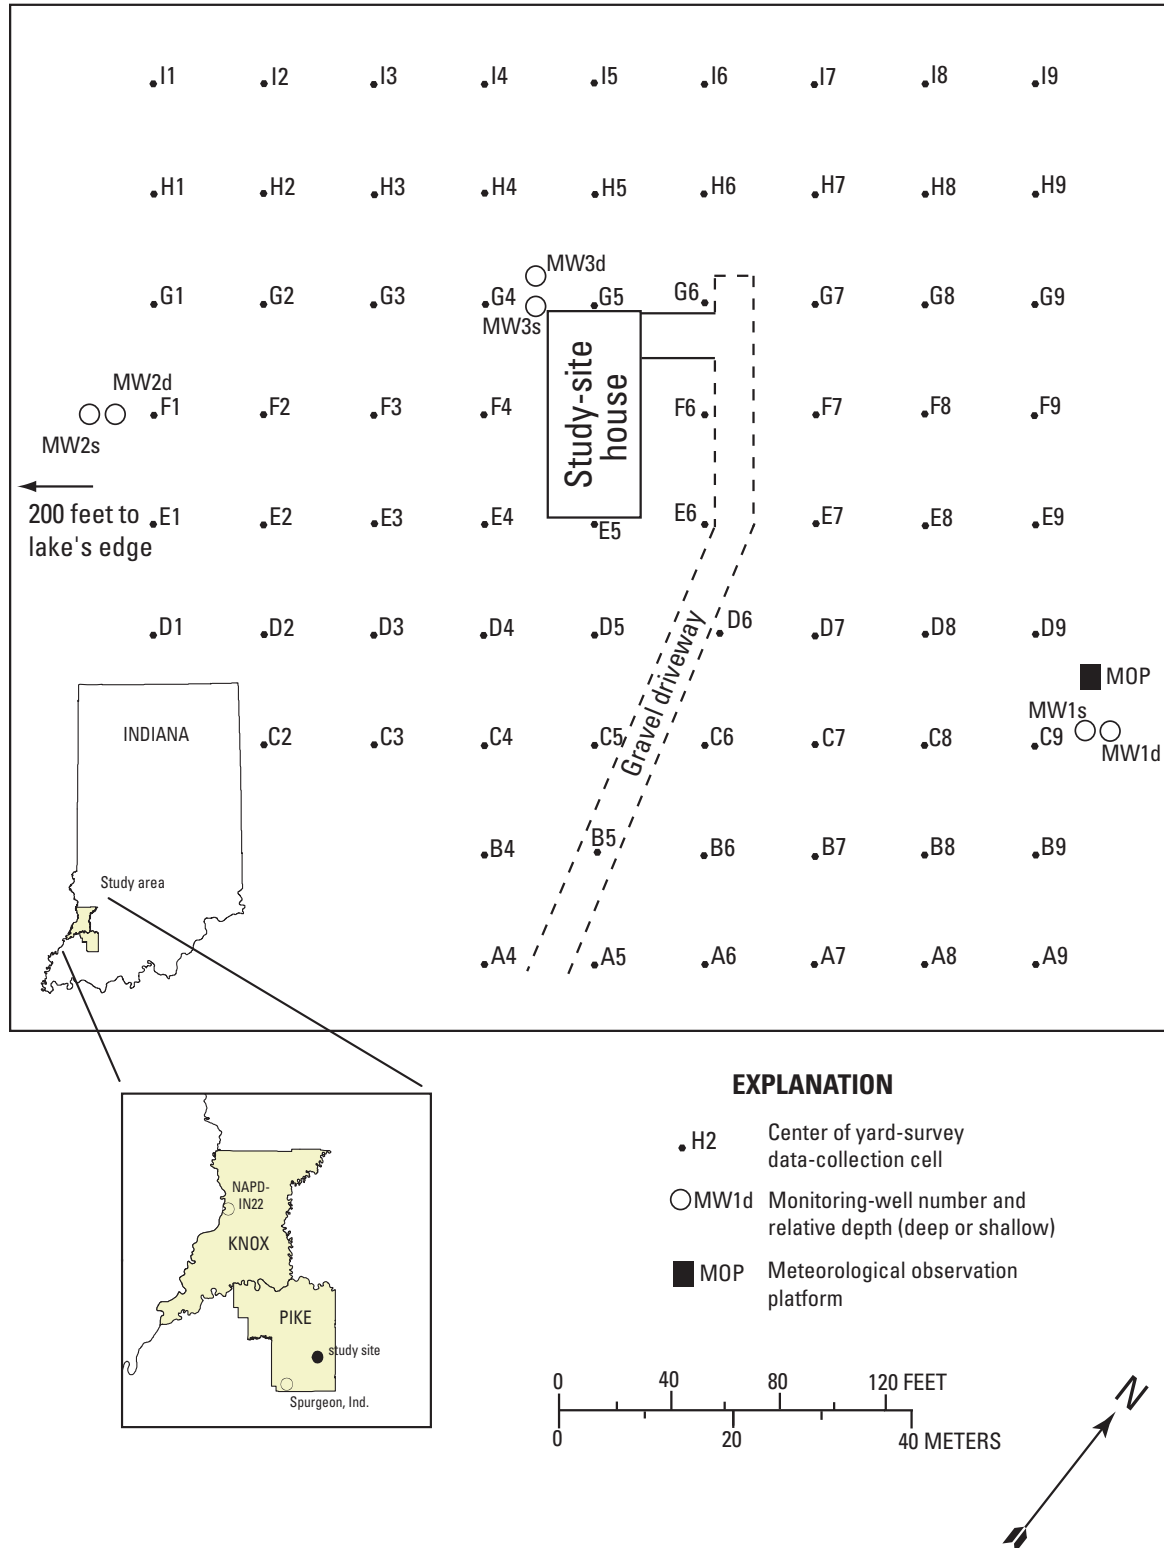 I1 I2 I3 I4 I5 I6 I7 I8 I9
H1 H2 H3 H4 H5 H6 H7 H8 H9
MW3d
G1 G2 G3 G4 G5 G6 G7 G8 G9
MW3s
Study-site
house
MW2d
F1 F2 F3 F4 F6 F7 F8 F9
MW2s
200 feet to
lake's edge
E1 E2 E3 E4 E5 E6 E7 E8 E9
D1 D2 D3 D4 D5 D6 D7 D8 D9
MOP
MW1s
MW1d
Gravel driveway
INDIANA
C2 C3 C4 C5 C6 C7 C8 C9
B4 B5 B6 B7 B8 B9
Study area
A4 A5 A6 A7 A8 A9
NAPD-
IN22
KNOX
PIKE
study site
Spurgeon, Ind.
EXPLANATION
H2 Center of yard-survey
data-collection cell
MW1d Monitoring-well number and
relative depth (deep or shallow)
MOP Meteorological observation
platform
0 40 80 120 FEET
0 20 40 METERS
N